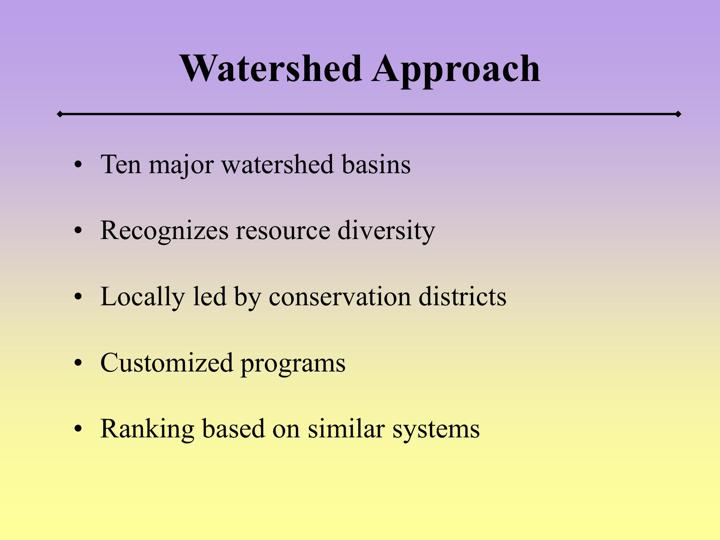 Watershed Approach
• Ten major watershed basins
• Recognizes resource diversity
• Locally led by conservation districts
• Customized programs
• Ranking based on similar systems